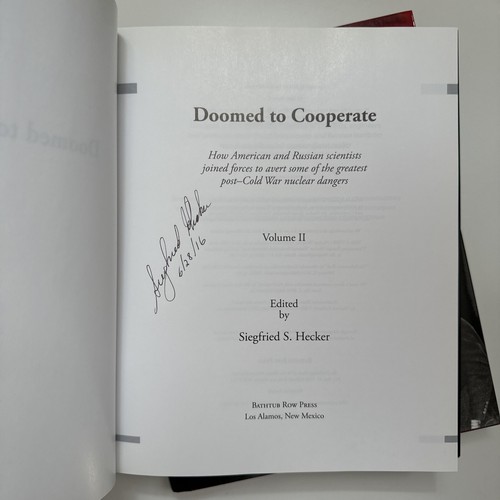 Doomed to Cooperate
How American and Russian scientists
joined forces to avert some of the greatest
post–Cold War nuclear dangers
Siegfried Hecker
6/28/16
Volume II
Edited
by
Siegfried S. Hecker
Bathtub Row Press
Los Alamos, New Mexico